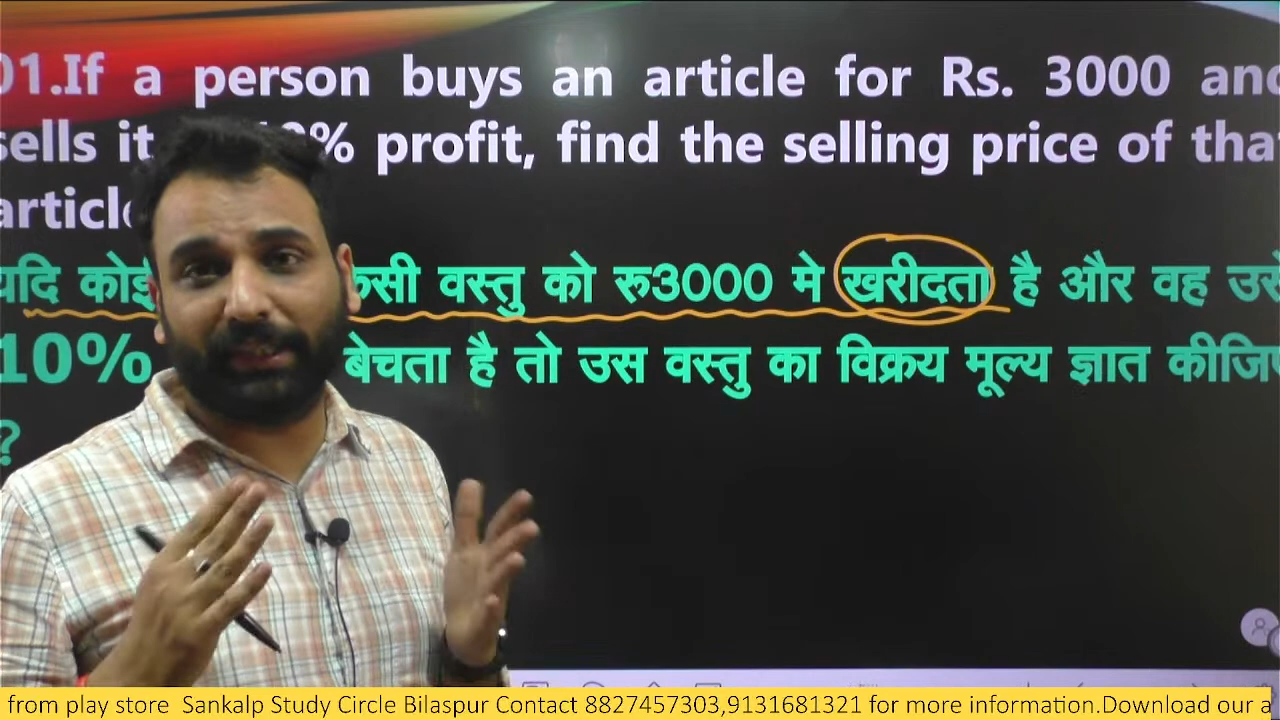 01.If a person buys an article for Rs. 3000 and
sells it 10% profit, find the selling price of tha
article
यदि कोई किसी वस्तु को रू3000 मे खरीदता है और वह उसे
10% बेचता है तो उस वस्तु का विक्रय मूल्य ज्ञात कीजिए
?
from play store Sankalp Study Circle Bilaspur Contact 8827457303,9131681321 for more information.Download our a